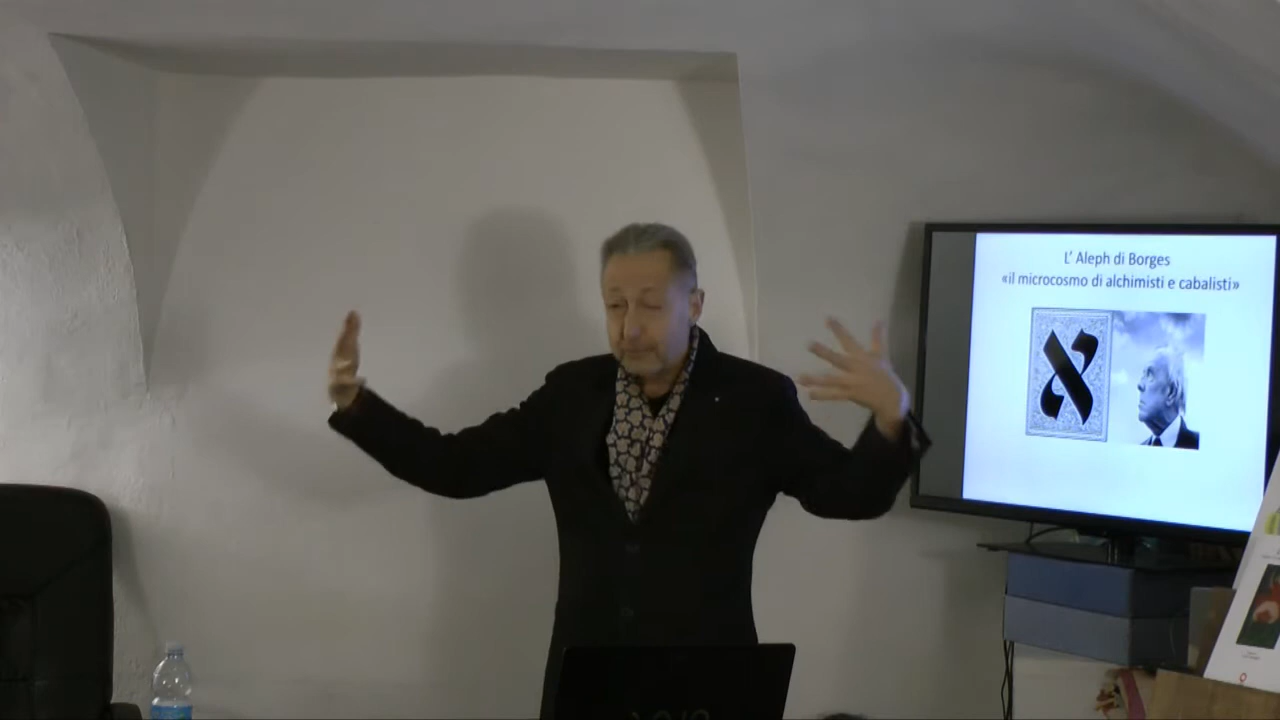 L' Aleph di Borges
«il microcosmo di alchimisti e cabalisti»
א